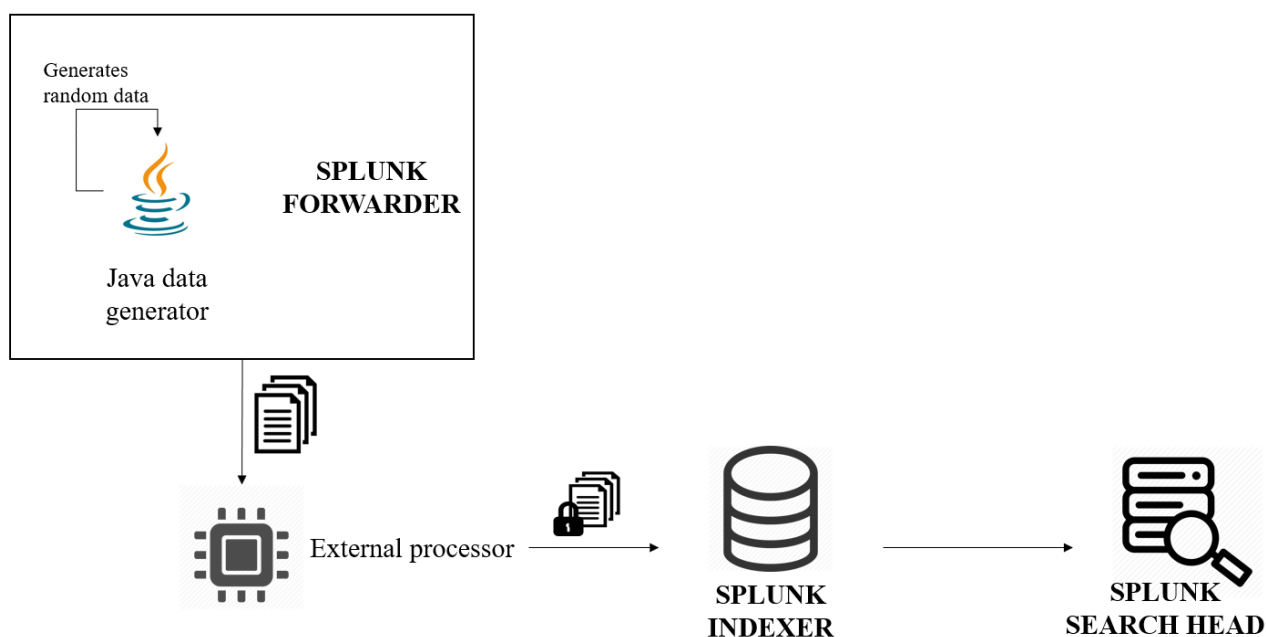 Generates
random data
SPLUNK
FORWARDER
Java data
generator
External processor
SPLUNK
INDEXER
SPLUNK
SEARCH HEAD